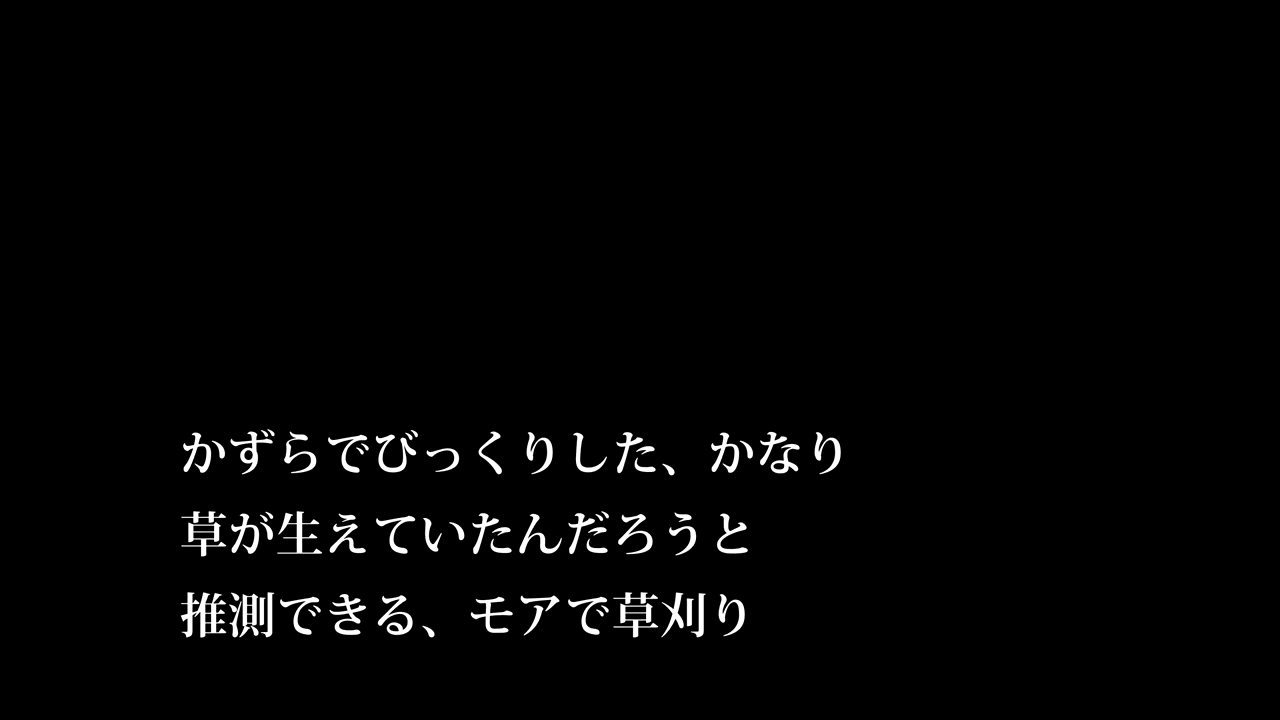 かずらでびっくりした、かなり
草が生えていたんだろうと
推測できる、モアで草刈り